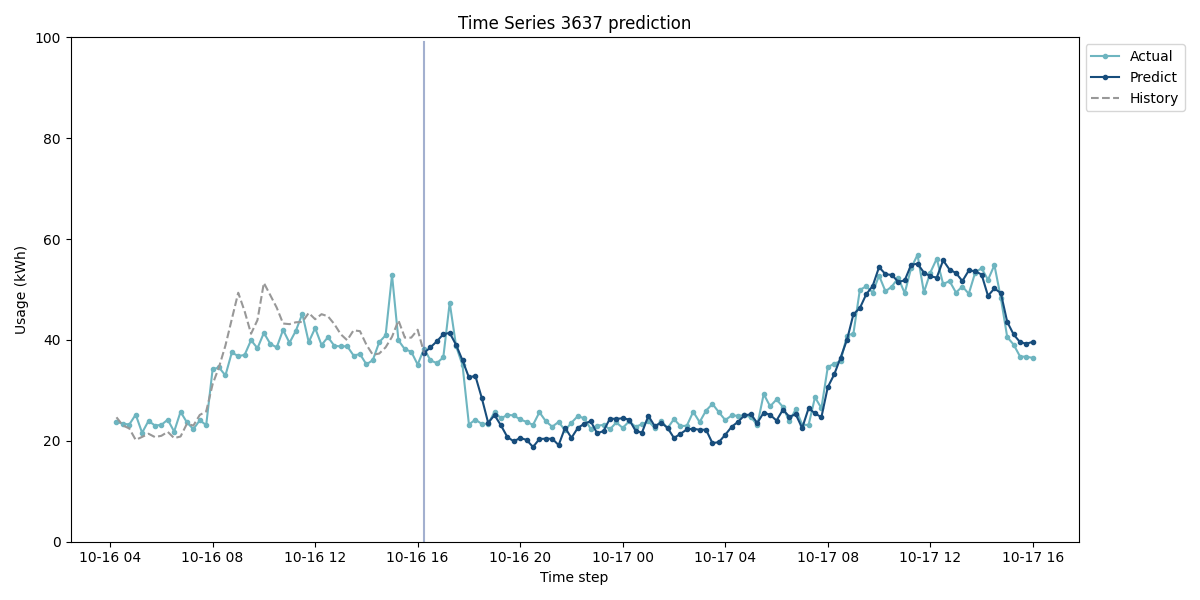 Time Series 3637 prediction
100
80
60
40
20
0
Usage (kWh)
10-16 04
10-16 08
10-16 12
10-16 16
10-16 20
10-17 00
10-17 04
10-17 08
10-17 12
10-17 16
Time step
Actual
Predict
History